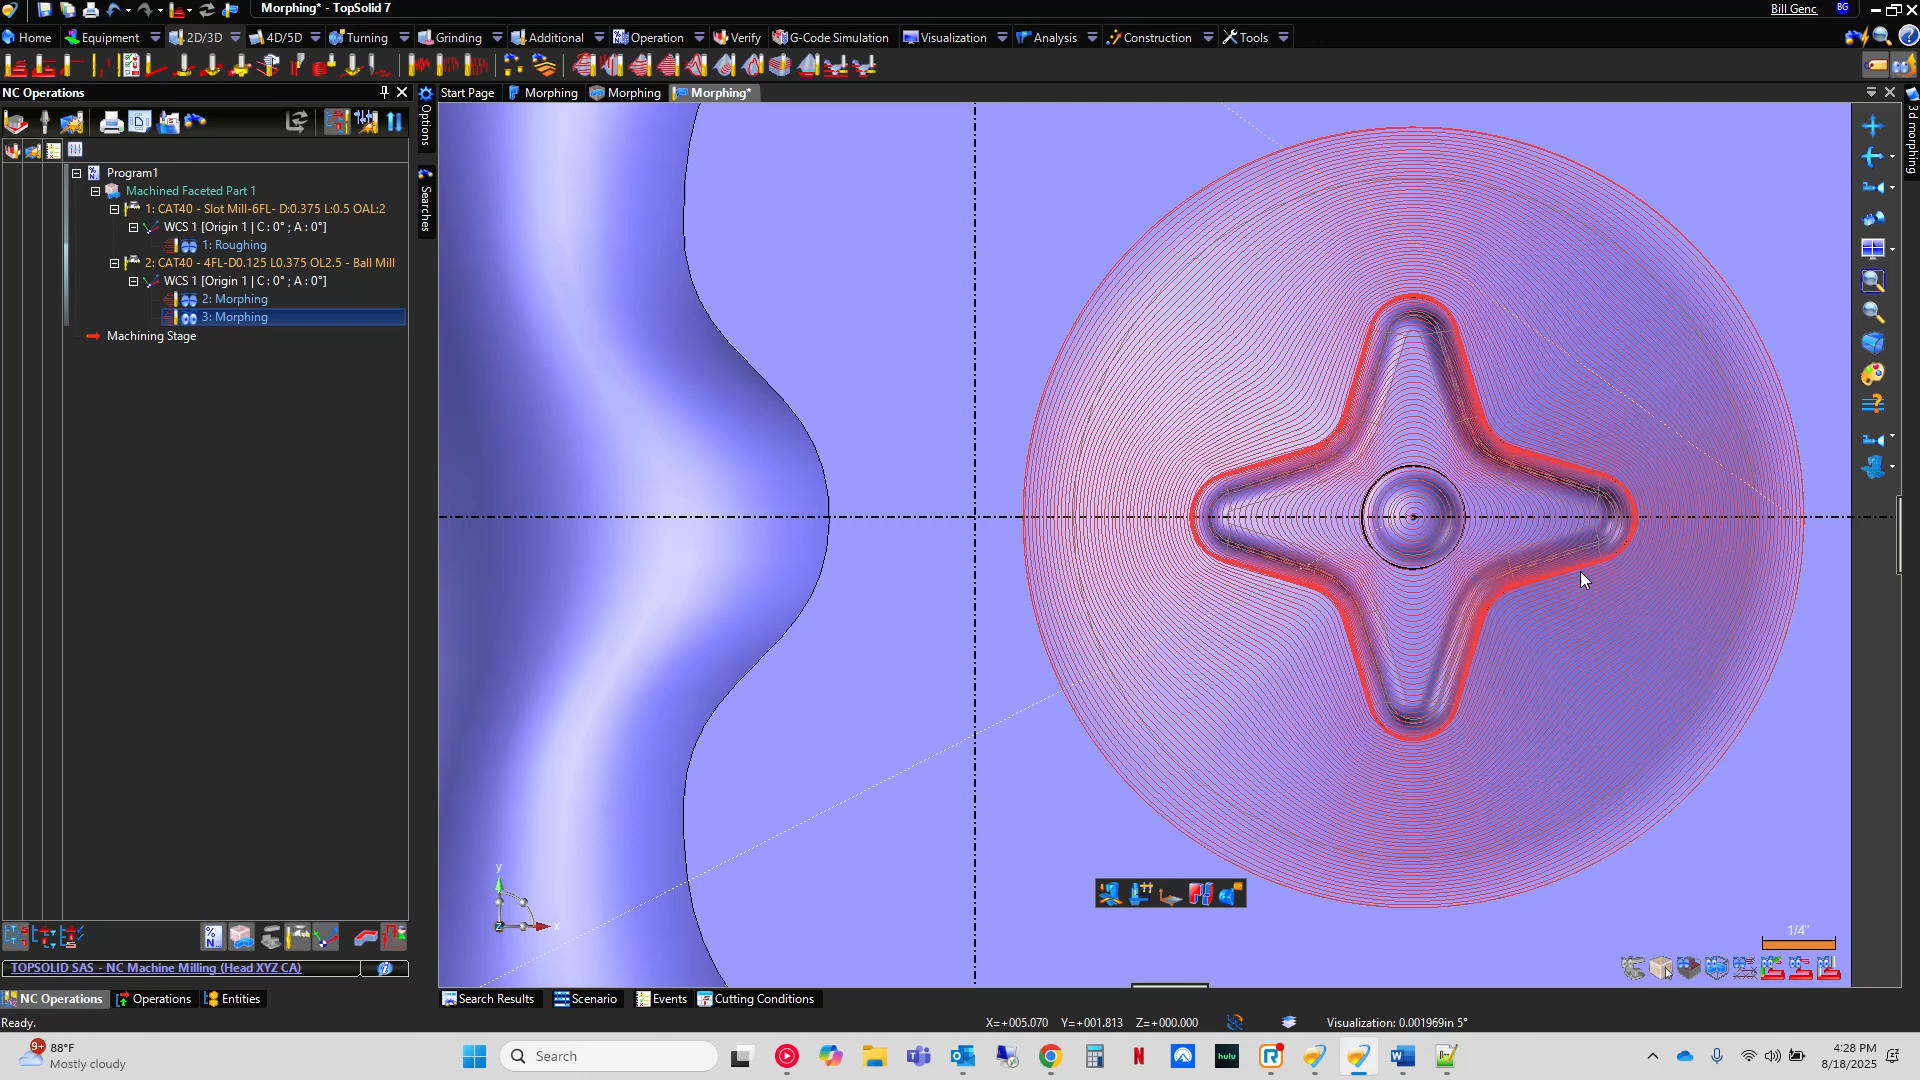 Morphing* - TopSolid 7
Bill Genc
BG
Home
Equipment
2D/3D
4D/5D
Turning
Grinding
Additional
Operation
Verify
G-Code Simulation
Visualization
Analysis
Construction
Tools
NC Operations
Start Page
Morphing
Morphing
Morphing*
Options
Searches
3d morphing
Program1
Machined Faceted Part 1
1: CAT40 - Slot Mill-6FL- D:0.375 L:0.5 OAL:2
WCS 1 [Origin 1 | C : 0° ; A : 0°]
1: Roughing
2: CAT40 - 4FL-D0.125 L0.375 OL2.5 - Ball Mill
WCS 1 [Origin 1 | C : 0° ; A : 0°]
2: Morphing
3: Morphing
Machining Stage
y
x
Z
1/4"
TOPSOLID SAS - NC Machine Milling (Head XYZ CA)
NC Operations
Operations
Entities
Search Results
Scenario
Events
Cutting Conditions
Ready.
X=+005.070 Y=+001.813 Z=+000.000
Visualization: 0.001969in 5°
9+
88°F
Mostly cloudy
Search
hulu
4:28 PM
8/18/2025